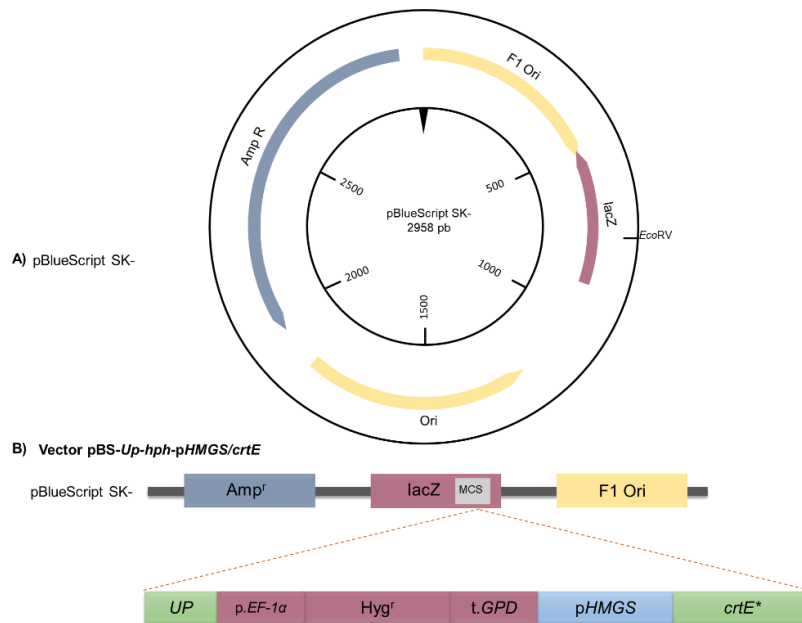 F1 Ori
Amp R
2500
500
pBlueScript SK-
2958 pb
lacZ
EcoRV
A) pBlueScript SK-
2000
1000
1500
Ori
B) Vector pBS-Up-hph-pHMGS/crtE
pBlueScript SK-
Ampʳ
lacZ
MCS
F1 Ori
UP
p.EF-1α
Hygʳ
t.GPD
pHMGS
crtE*